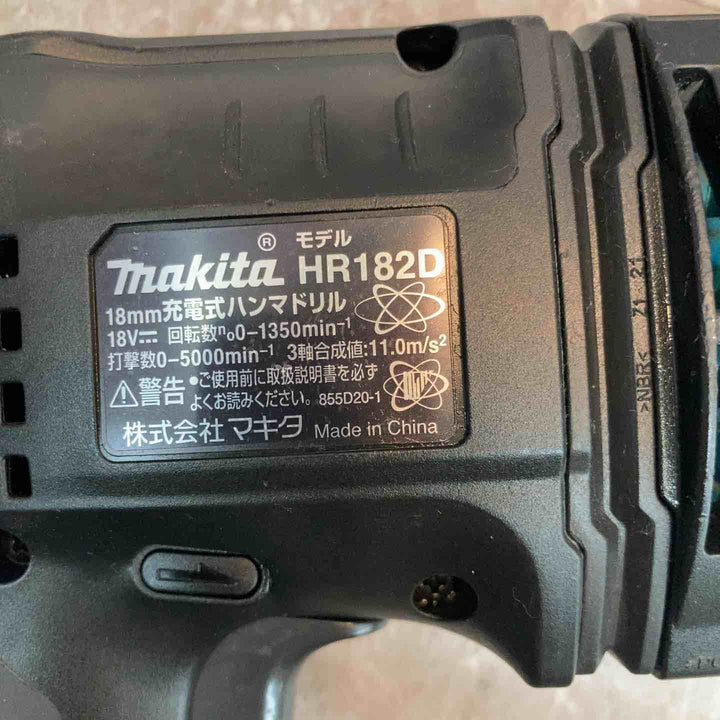 ® モデル
makita HR182D
18mm充電式ハンマドリル
18V⎓ 回転数n₀0-1350min⁻¹
打撃数0-5000min⁻¹ 3軸合成値:11.0m/s²
⚠警告 •ご使用前に取扱説明書を必ず
よくお読みください。 855D20-1
株式会社マキタ Made in China
>NBR< Z1 21